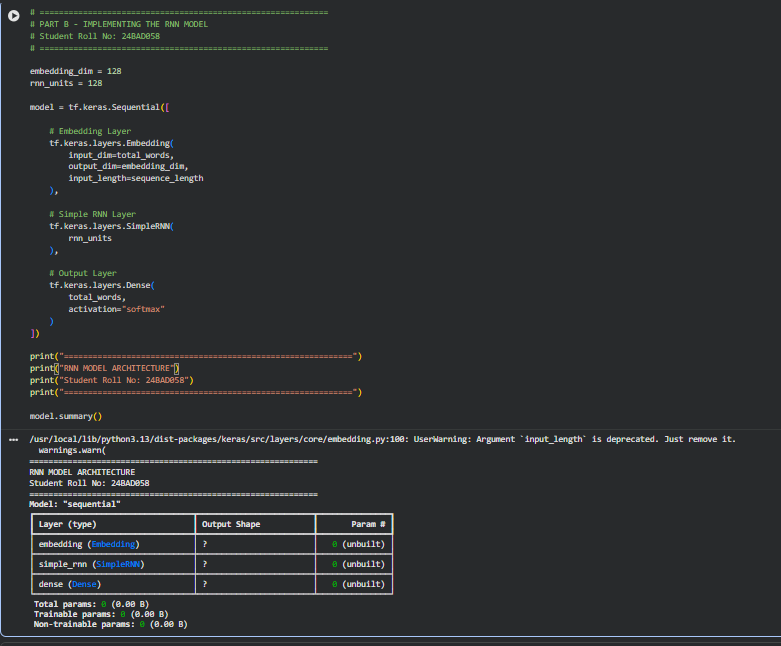 # ============================================================
# PART B - IMPLEMENTING THE RNN MODEL
# Student Roll No: 24BAD058
# ============================================================
embedding_dim = 128
rnn_units = 128
model = tf.keras.Sequential([
# Embedding Layer
tf.keras.layers.Embedding(
input_dim=total_words,
output_dim=embedding_dim,
input_length=sequence_length
),
# Simple RNN Layer
tf.keras.layers.SimpleRNN(
rnn_units
),
# Output Layer
tf.keras.layers.Dense(
total_words,
activation="softmax"
)
])
print("============================================================")
print("RNN MODEL ARCHITECTURE")
print("Student Roll No: 24BAD058")
print("============================================================")
model.summary()
/usr/local/lib/python3.13/dist-packages/keras/src/layers/core/embedding.py:100: UserWarning: Argument `input_length` is deprecated. Just remove it.
warnings.warn(
============================================================
RNN MODEL ARCHITECTURE
Student Roll No: 24BAD058
============================================================
Model: "sequential"
Layer (type) Output Shape Param #
embedding (Embedding) ? 0 (unbuilt)
simple_rnn (SimpleRNN) ? 0 (unbuilt)
dense (Dense) ? 0 (unbuilt)
Total params: 0 (0.00 B)
Trainable params: 0 (0.00 B)
Non-trainable params: 0 (0.00 B)